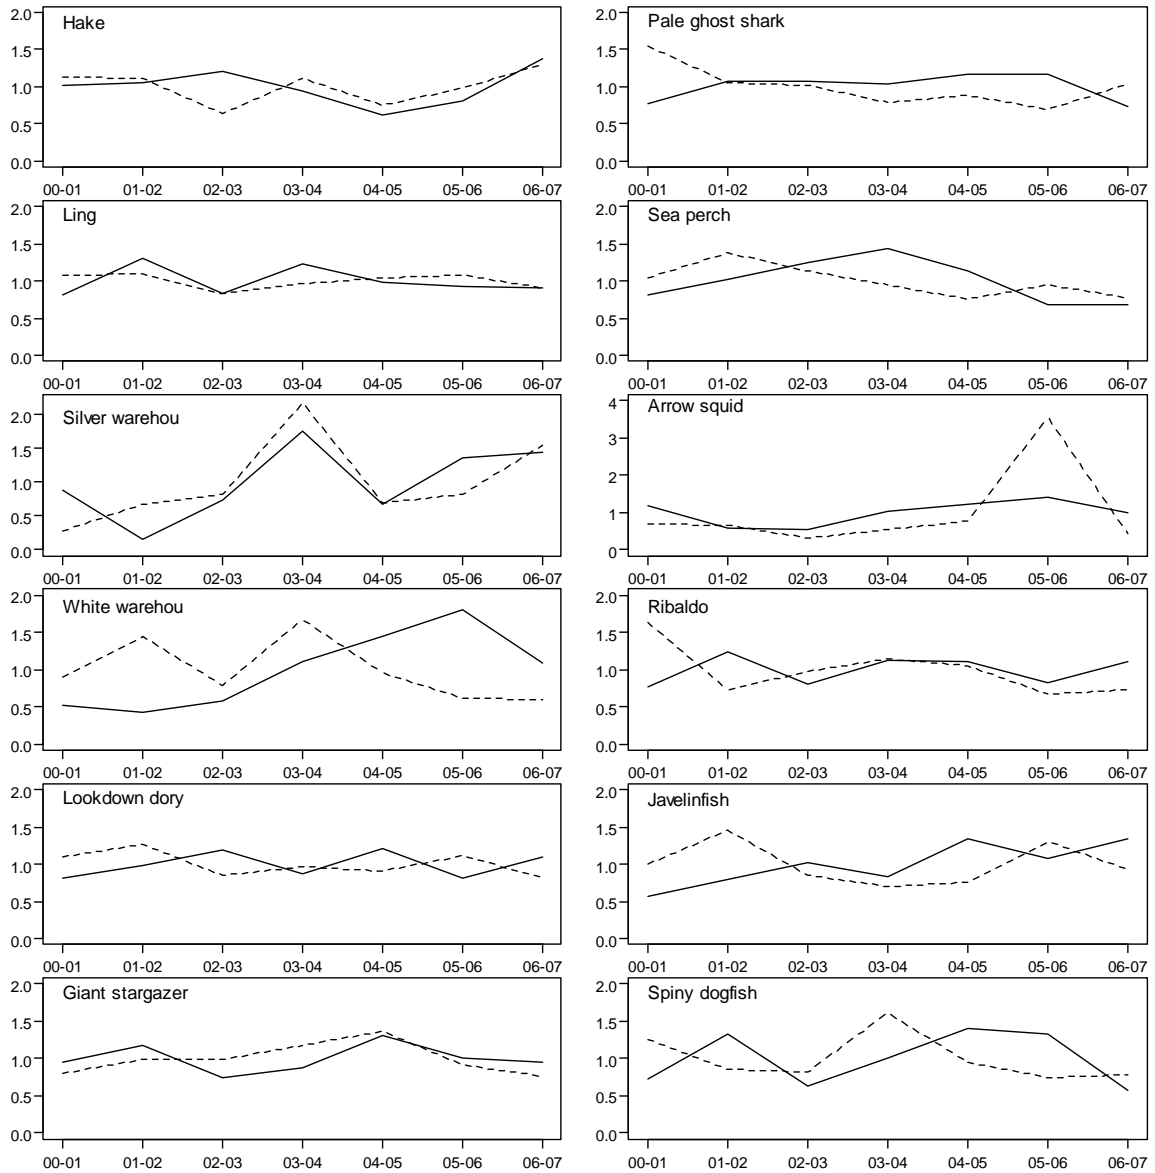 Hake
2.0
1.5
1.0
0.5
0.0
00-01 01-02 02-03 03-04 04-05 05-06 06-07
Pale ghost shark
2.0
1.5
1.0
0.5
0.0
00-01 01-02 02-03 03-04 04-05 05-06 06-07
Ling
2.0
1.5
1.0
0.5
0.0
00-01 01-02 02-03 03-04 04-05 05-06 06-07
Sea perch
2.0
1.5
1.0
0.5
0.0
00-01 01-02 02-03 03-04 04-05 05-06 06-07
Silver warehou
2.0
1.5
1.0
0.5
0.0
00-01 01-02 02-03 03-04 04-05 05-06 06-07
Arrow squid
4
3
2
1
0
00-01 01-02 02-03 03-04 04-05 05-06 06-07
White warehou
2.0
1.5
1.0
0.5
0.0
00-01 01-02 02-03 03-04 04-05 05-06 06-07
Ribaldo
2.0
1.5
1.0
0.5
0.0
00-01 01-02 02-03 03-04 04-05 05-06 06-07
Lookdown dory
2.0
1.5
1.0
0.5
0.0
00-01 01-02 02-03 03-04 04-05 05-06 06-07
Javelinfish
2.0
1.5
1.0
0.5
0.0
00-01 01-02 02-03 03-04 04-05 05-06 06-07
Giant stargazer
2.0
1.5
1.0
0.5
0.0
00-01 01-02 02-03 03-04 04-05 05-06 06-07
Spiny dogfish
2.0
1.5
1.0
0.5
0.0
00-01 01-02 02-03 03-04 04-05 05-06 06-07